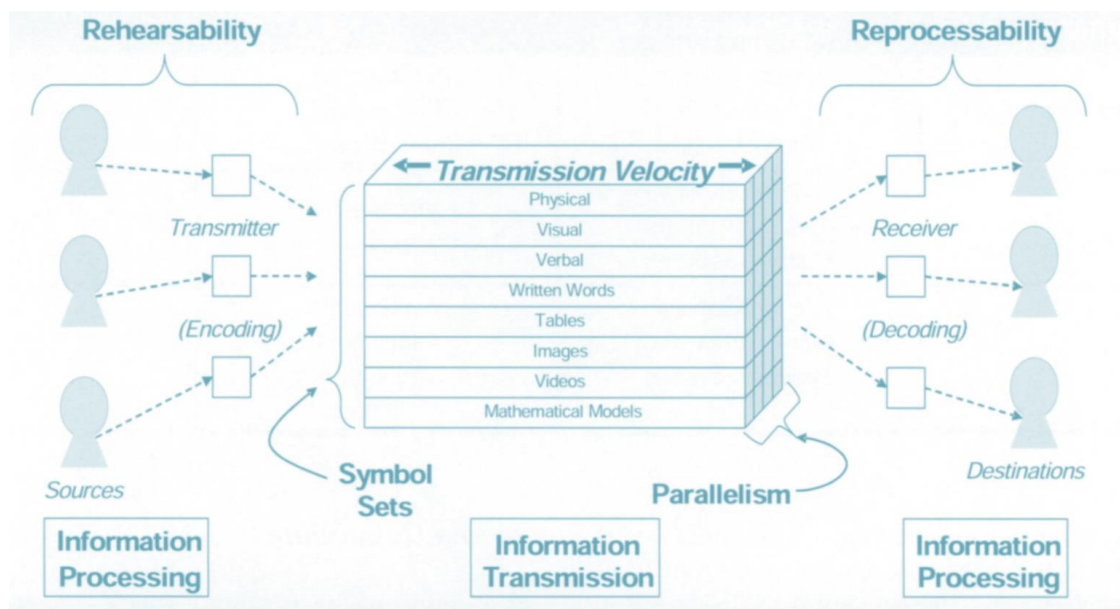 Rehearsability
Reprocessability
Transmission Velocity
Physical
Visual
Verbal
Written Words
Tables
Images
Videos
Mathematical Models
Transmitter
(Encoding)
Receiver
(Decoding)
Sources
Symbol
Sets
Parallelism
Destinations
Information
Processing
Information
Transmission
Information
Processing